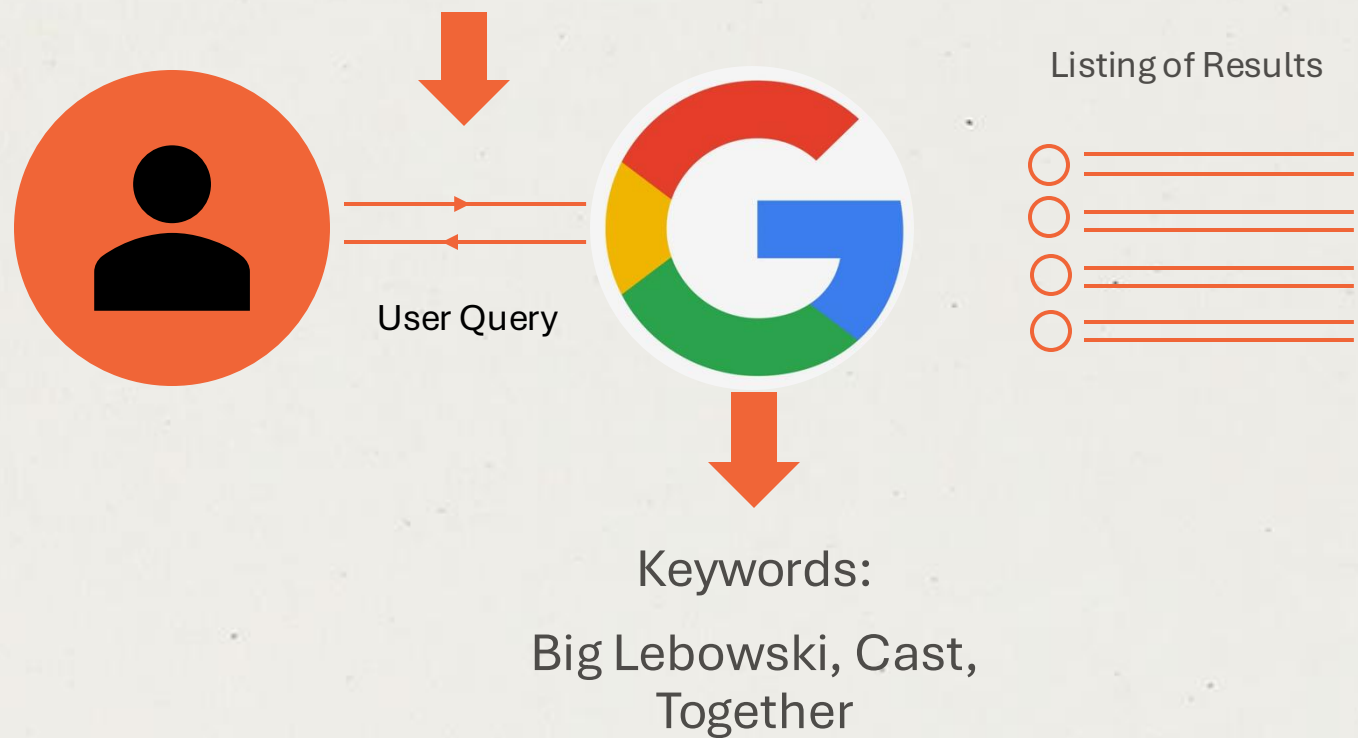 Listing of Results
User Query
Keywords:
Big Lebowski, Cast,
Together